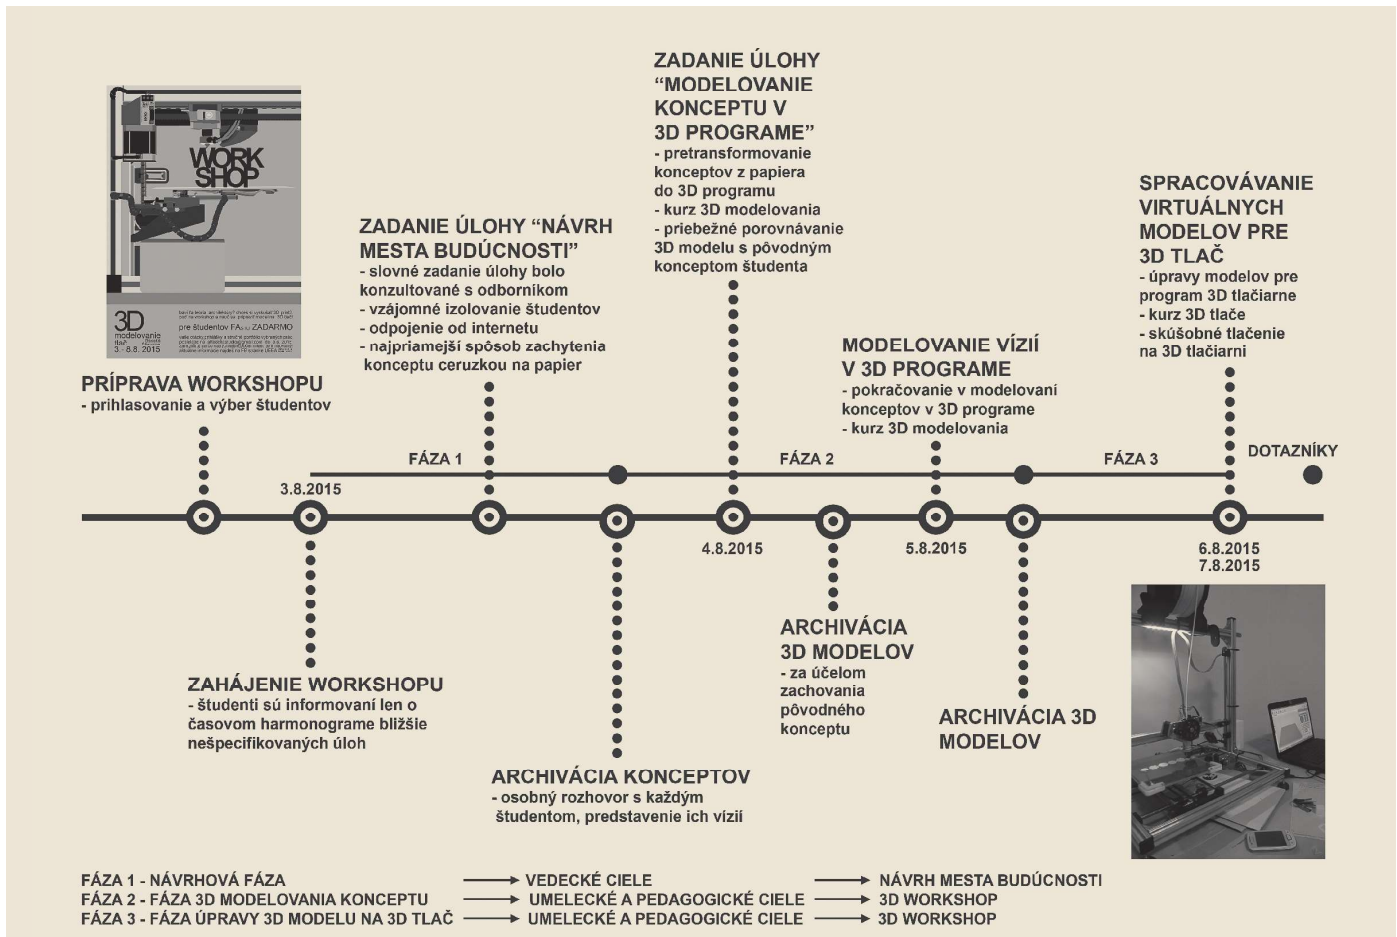 WORK
SHOP
3D
modelovanie
tlač
3.- 8.8. 2015
pre študentov FA ZADARMO
PRÍPRAVA WORKSHOPU
- prihlasovanie a výber študentov
ZADANIE ÚLOHY “NÁVRH
MESTA BUDÚCNOSTI”
- slovné zadanie úlohy bolo
konzultované s odborníkom
- vzájomné izolovanie študentov
- odpojenie od internetu
- najpriamejší spôsob zachytenia
konceptu ceruzkou na papier
ZADANIE ÚLOHY
“MODELOVANIE
KONCEPTU V
3D PROGRAME”
- pretransformovanie
konceptov z papiera
do 3D programu
- kurz 3D modelovania
- priebežné porovnávanie
3D modelu s pôvodným
konceptom študenta
MODELOVANIE VÍZIÍ
V 3D PROGRAME
- pokračovanie v modelovaní
konceptov v 3D programe
- kurz 3D modelovania
SPRACOVÁVANIE
VIRTUÁLNYCH
MODELOV PRE
3D TLAČ
- úpravy modelov pre
program 3D tlačiarne
- kurz 3D tlače
- skúšobné tlačenie
na 3D tlačiarni
FÁZA 1
FÁZA 2
FÁZA 3
DOTAZNÍKY
3.8.2015
4.8.2015
5.8.2015
6.8.2015
7.8.2015
ZAHÁJENIE WORKSHOPU
- študenti sú informovaní len o
časovom harmonograme bližšie
nešpecifikovaných úloh
ARCHIVÁCIA KONCEPTOV
- osobný rozhovor s každým
študentom, predstavenie ich vízií
ARCHIVÁCIA
3D MODELOV
- za účelom
zachovania
pôvodného
konceptu
ARCHIVÁCIA 3D
MODELOV
FÁZA 1 - NÁVRHOVÁ FÁZA → VEDECKÉ CIELE → NÁVRH MESTA BUDÚCNOSTI
FÁZA 2 - FÁZA 3D MODELOVANIA KONCEPTU → UMELECKÉ A PEDAGOGICKÉ CIELE → 3D WORKSHOP
FÁZA 3 - FÁZA ÚPRAVY 3D MODELU NA 3D TLAČ → UMELECKÉ A PEDAGOGICKÉ CIELE → 3D WORKSHOP